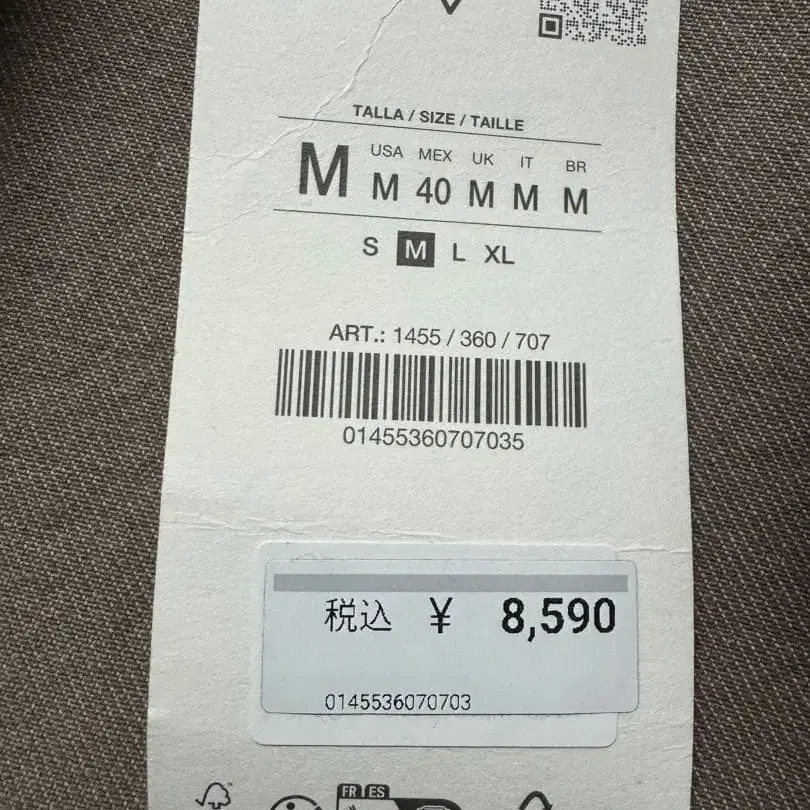 TALLA / SIZE / TAILLE
USA MEX UK IT BR
M M 40 M M M
S M L XL
ART.: 1455 / 360 / 707
01455360707035
税込 ¥ 8,590
0145536070703
FR ES